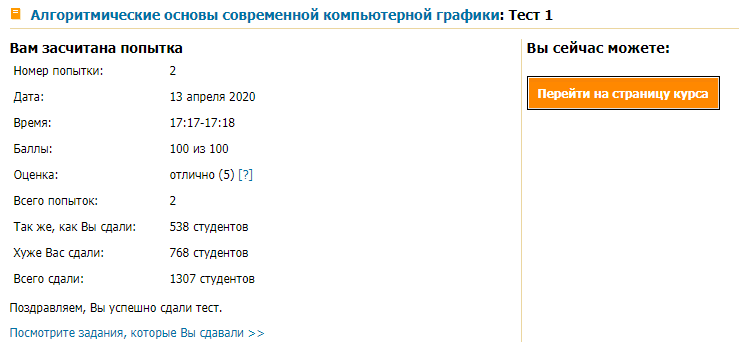 Алгоритмические основы современной компьютерной графики: Тест 1
Вам засчитана попытка
Номер попытки: 2
Дата: 13 апреля 2020
Время: 17:17-17:18
Баллы: 100 из 100
Оценка: отлично (5) [?]
Всего попыток: 2
Так же, как Вы сдали: 538 студентов
Хуже Вас сдали: 768 студентов
Всего сдали: 1307 студентов
Поздравляем, Вы успешно сдали тест.
Посмотрите задания, которые Вы сдавали >>
Вы сейчас можете:
Перейти на страницу курса